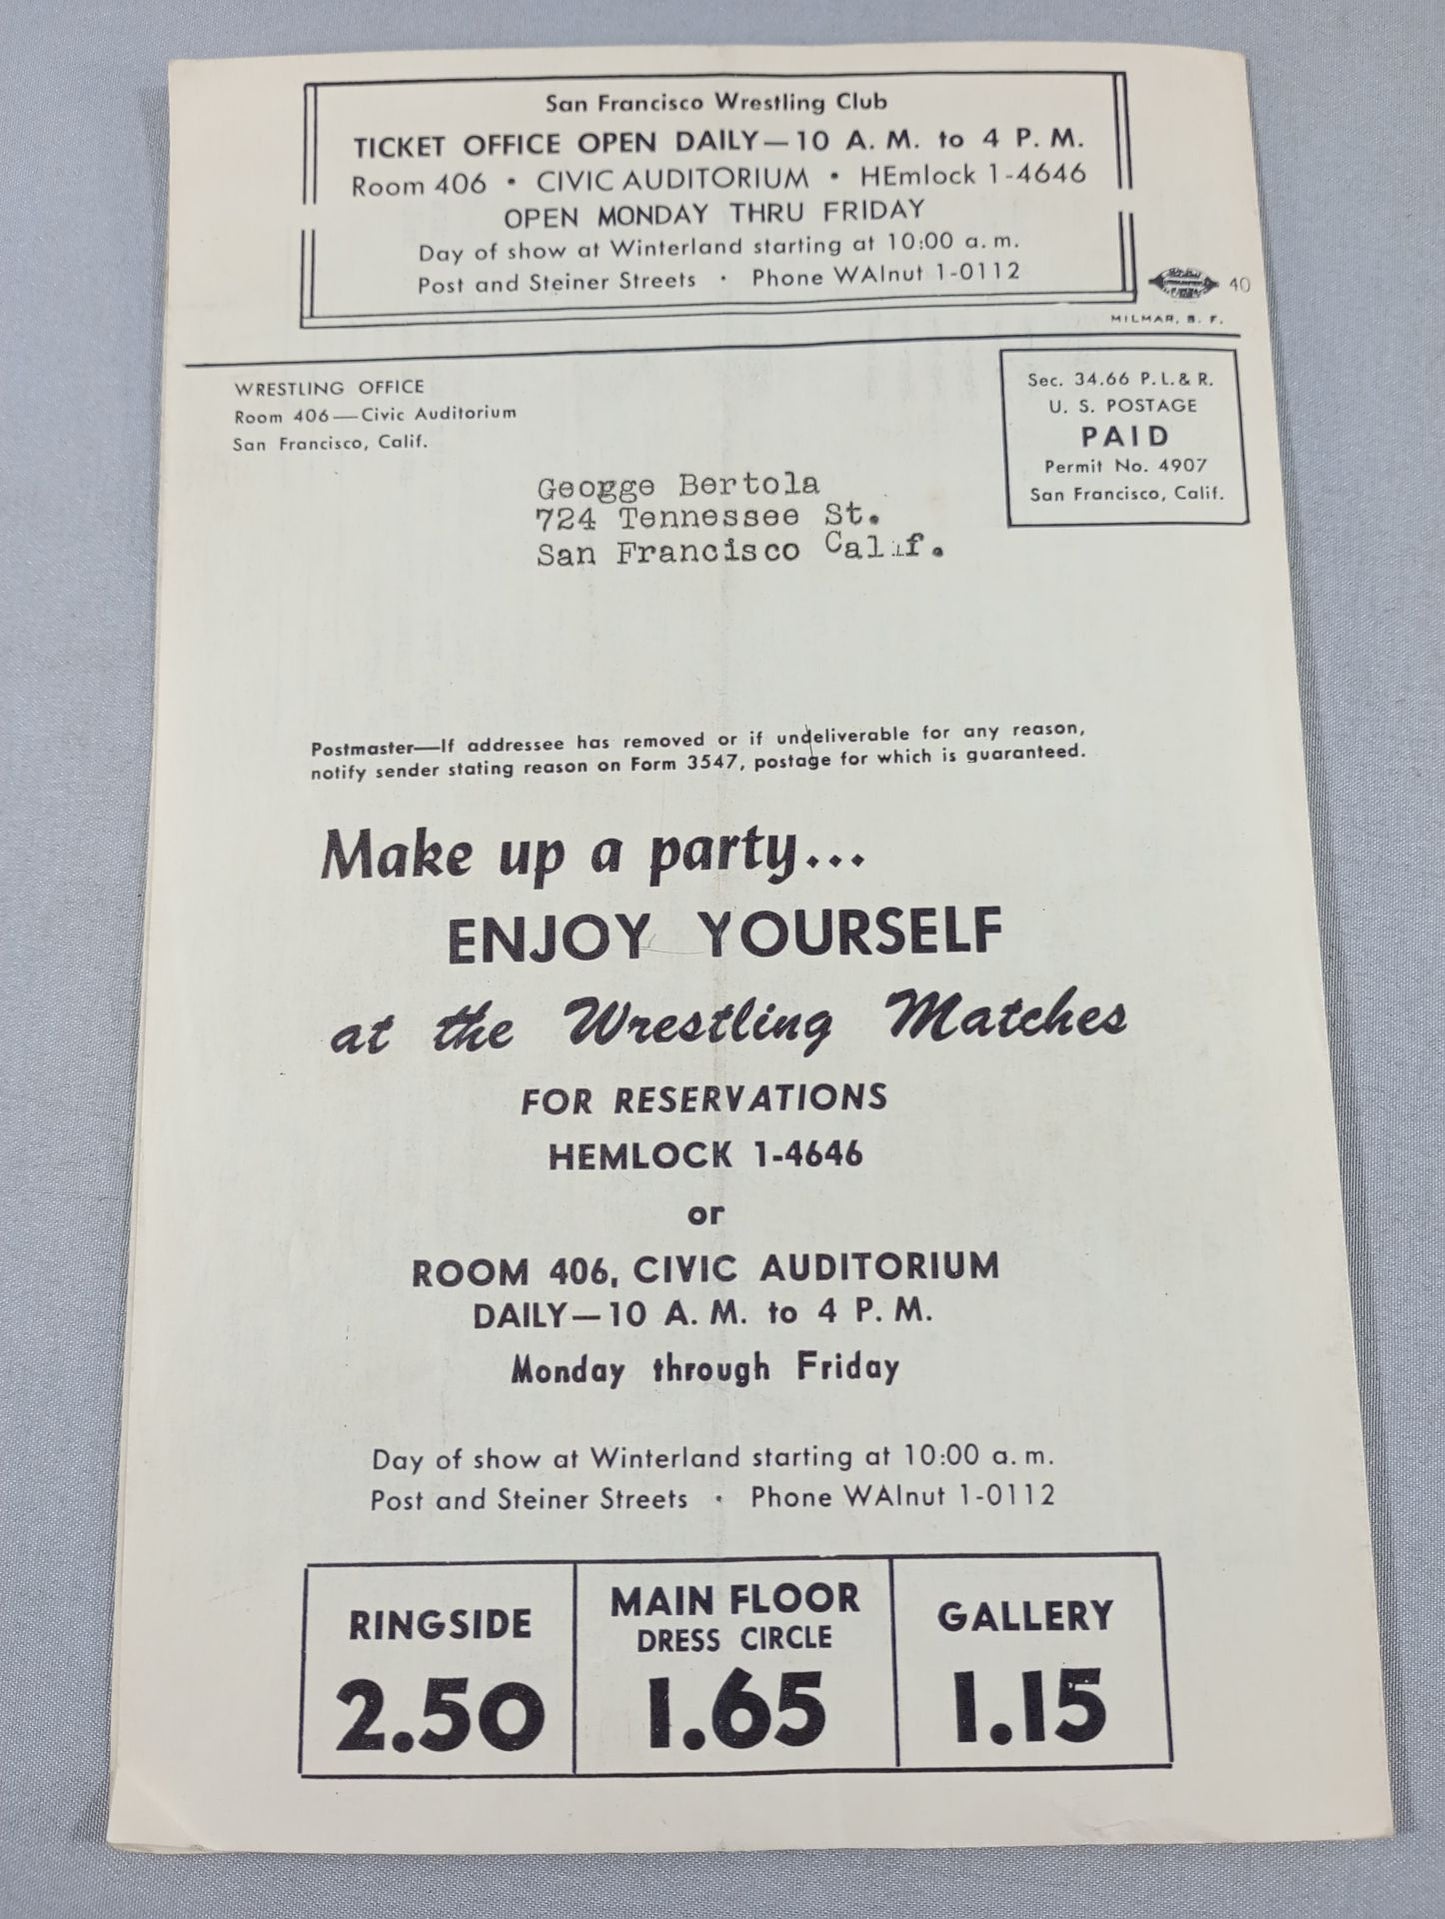 San Francisco Wrestling Club
TICKET OFFICE OPEN DAILY—10 A. M. to 4 P. M.
Room 406 • CIVIC AUDITORIUM • HEmlock 1-4646
OPEN MONDAY THRU FRIDAY
Day of show at Winterland starting at 10:00 a. m.
Post and Steiner Streets • Phone WAlnut 1-0112
40
MILMAR, S. F.
WRESTLING OFFICE
Room 406—Civic Auditorium
San Francisco, Calif.
Sec. 34.66 P. L. & R.
U. S. POSTAGE
PAID
Permit No. 4907
San Francisco, Calif.
Geogge Bertola
724 Tennessee St.
San Francisco Calif.
Postmaster—If addressee has removed or if undeliverable for any reason,
notify sender stating reason on Form 3547, postage for which is guaranteed.
Make up a party...
ENJOY YOURSELF
at the Wrestling Matches
FOR RESERVATIONS
HEMLOCK 1-4646
or
ROOM 406, CIVIC AUDITORIUM
DAILY—10 A. M. to 4 P. M.
Monday through Friday
Day of show at Winterland starting at 10:00 a. m.
Post and Steiner Streets • Phone WAlnut 1-0112
RINGSIDE
2.50
MAIN FLOOR
DRESS CIRCLE
1.65
GALLERY
1.15